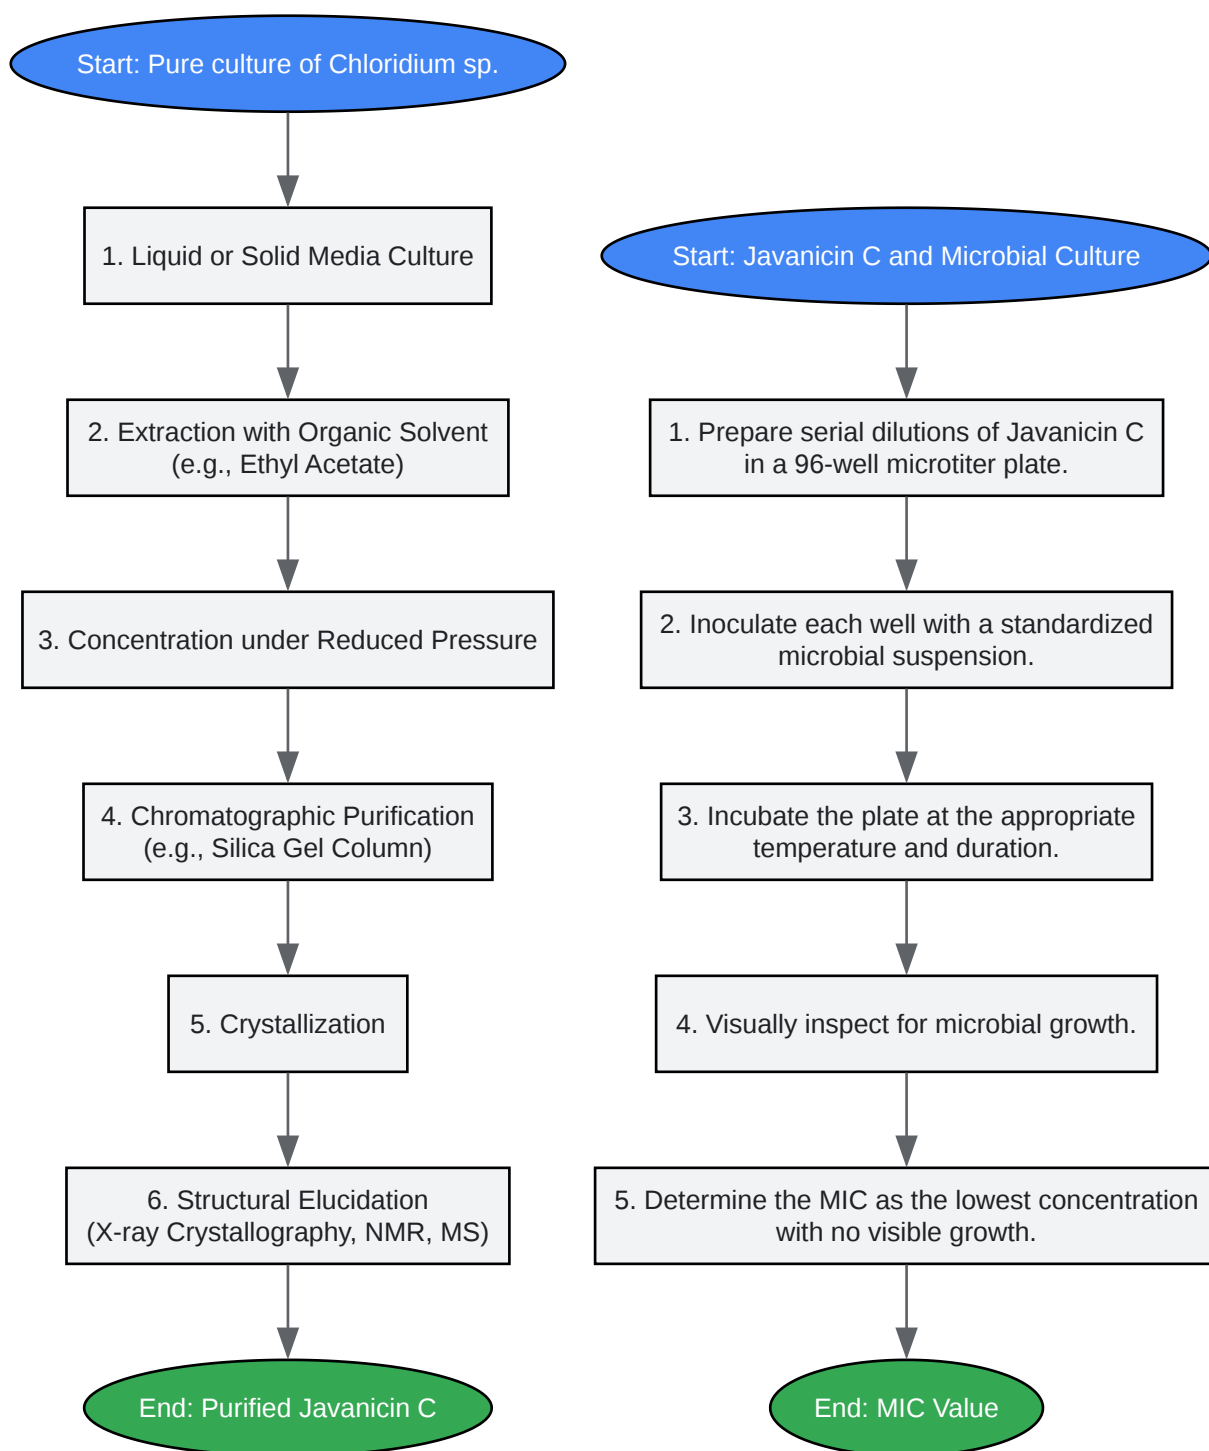 Start: Pure culture of Chloridium sp.
1. Liquid or Solid Media Culture
2. Extraction with Organic Solvent
(e.g., Ethyl Acetate)
3. Concentration under Reduced Pressure
4. Chromatographic Purification
(e.g., Silica Gel Column)
5. Crystallization
6. Structural Elucidation
(X-ray Crystallography, NMR, MS)
End: Purified Javanicin C
Start: Javanicin C and Microbial Culture
1. Prepare serial dilutions of Javanicin C
in a 96-well microtiter plate.
2. Inoculate each well with a standardized
microbial suspension.
3. Incubate the plate at the appropriate
temperature and duration.
4. Visually inspect for microbial growth.
5. Determine the MIC as the lowest concentration
with no visible growth.
End: MIC Value